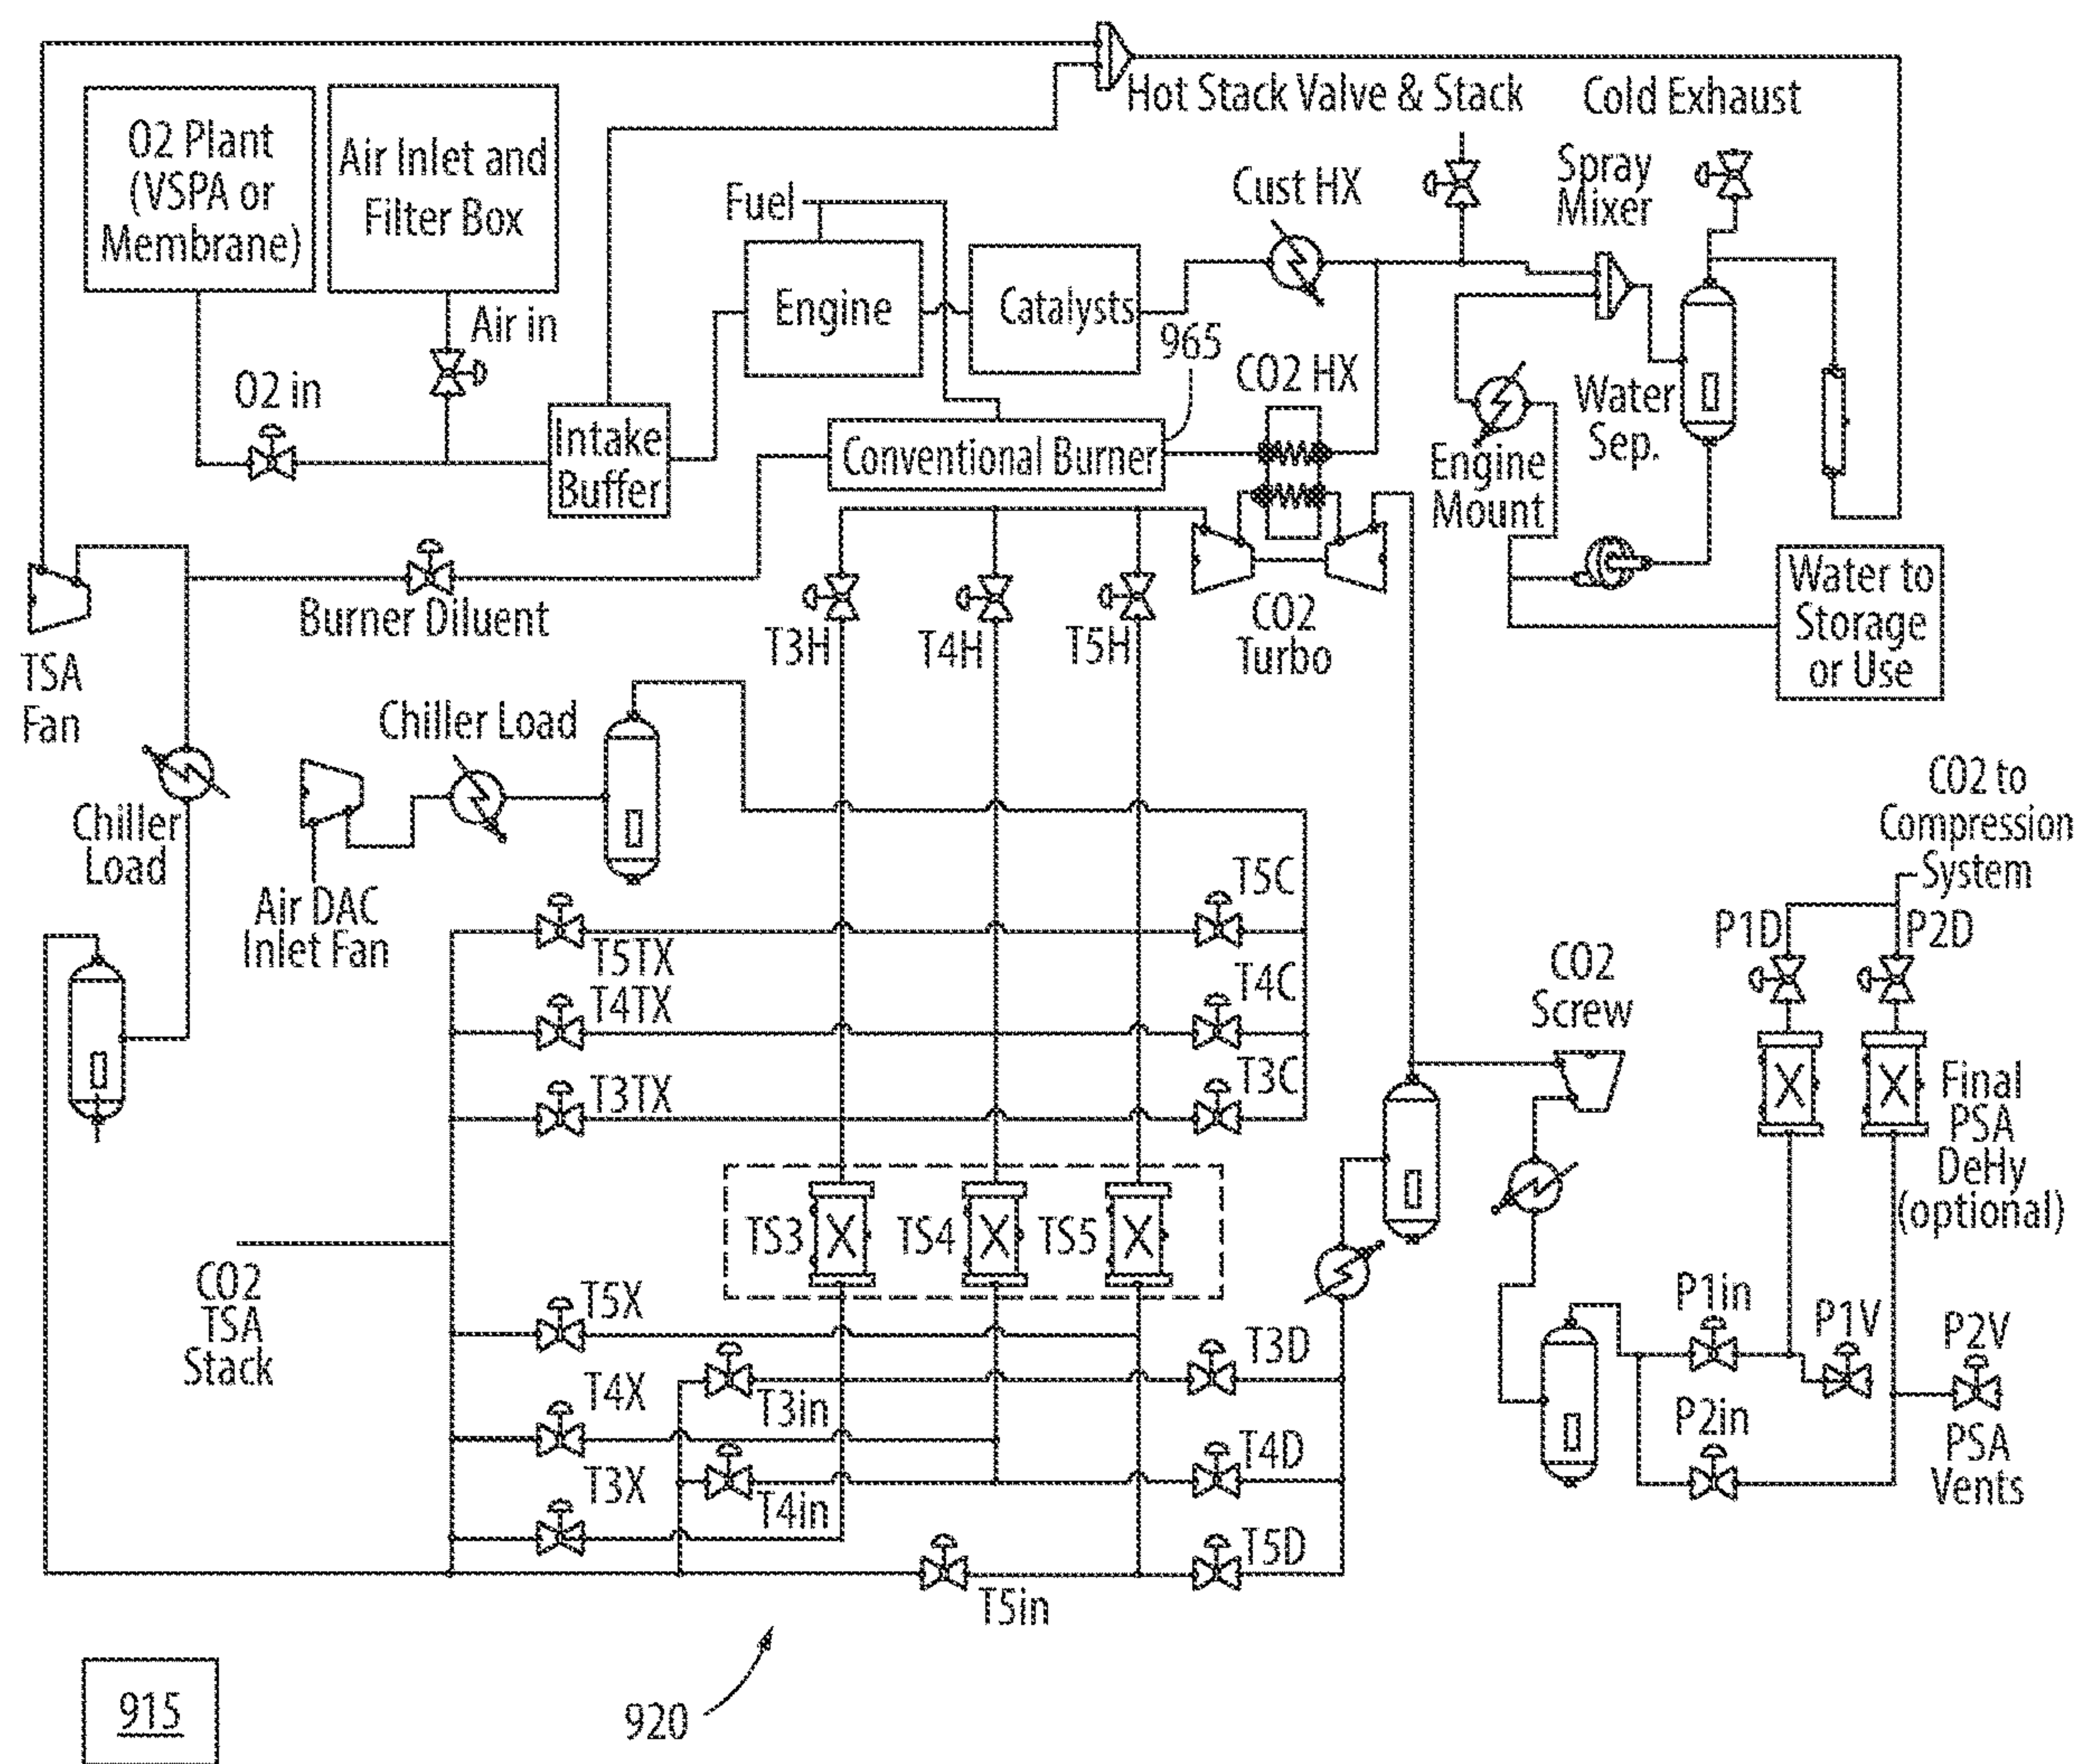 Hot Stack Valve & Stack
Cold Exhaust
O2 Plant
(VSPA or
Membrane)
Air Inlet and
Filter Box
Fuel
Cust HX
Spray
Mixer
Air in
Engine
Catalysts
965
O2 in
CO2 HX
Intake
Buffer
Conventional Burner
Engine
Mount
Water
Sep.
Burner Diluent
T3H
T4H
T5H
CO2
Turbo
Water to
Storage
or Use
TSA
Fan
Chiller Load
Chiller
Load
Air DAC
Inlet Fan
CO2 to
Compression
System
T5C
T5TX
T4C
T4TX
T3C
T3TX
P1D
P2D
CO2
Screw
Final
PSA
DeHy
(optional)
TS3
TS4
TS5
CO2
TSA
Stack
T5X
T3D
T3in
T4X
T4D
T4in
T3X
T5D
T5in
P1in
P1V
P2V
P2in
PSA
Vents
915
920